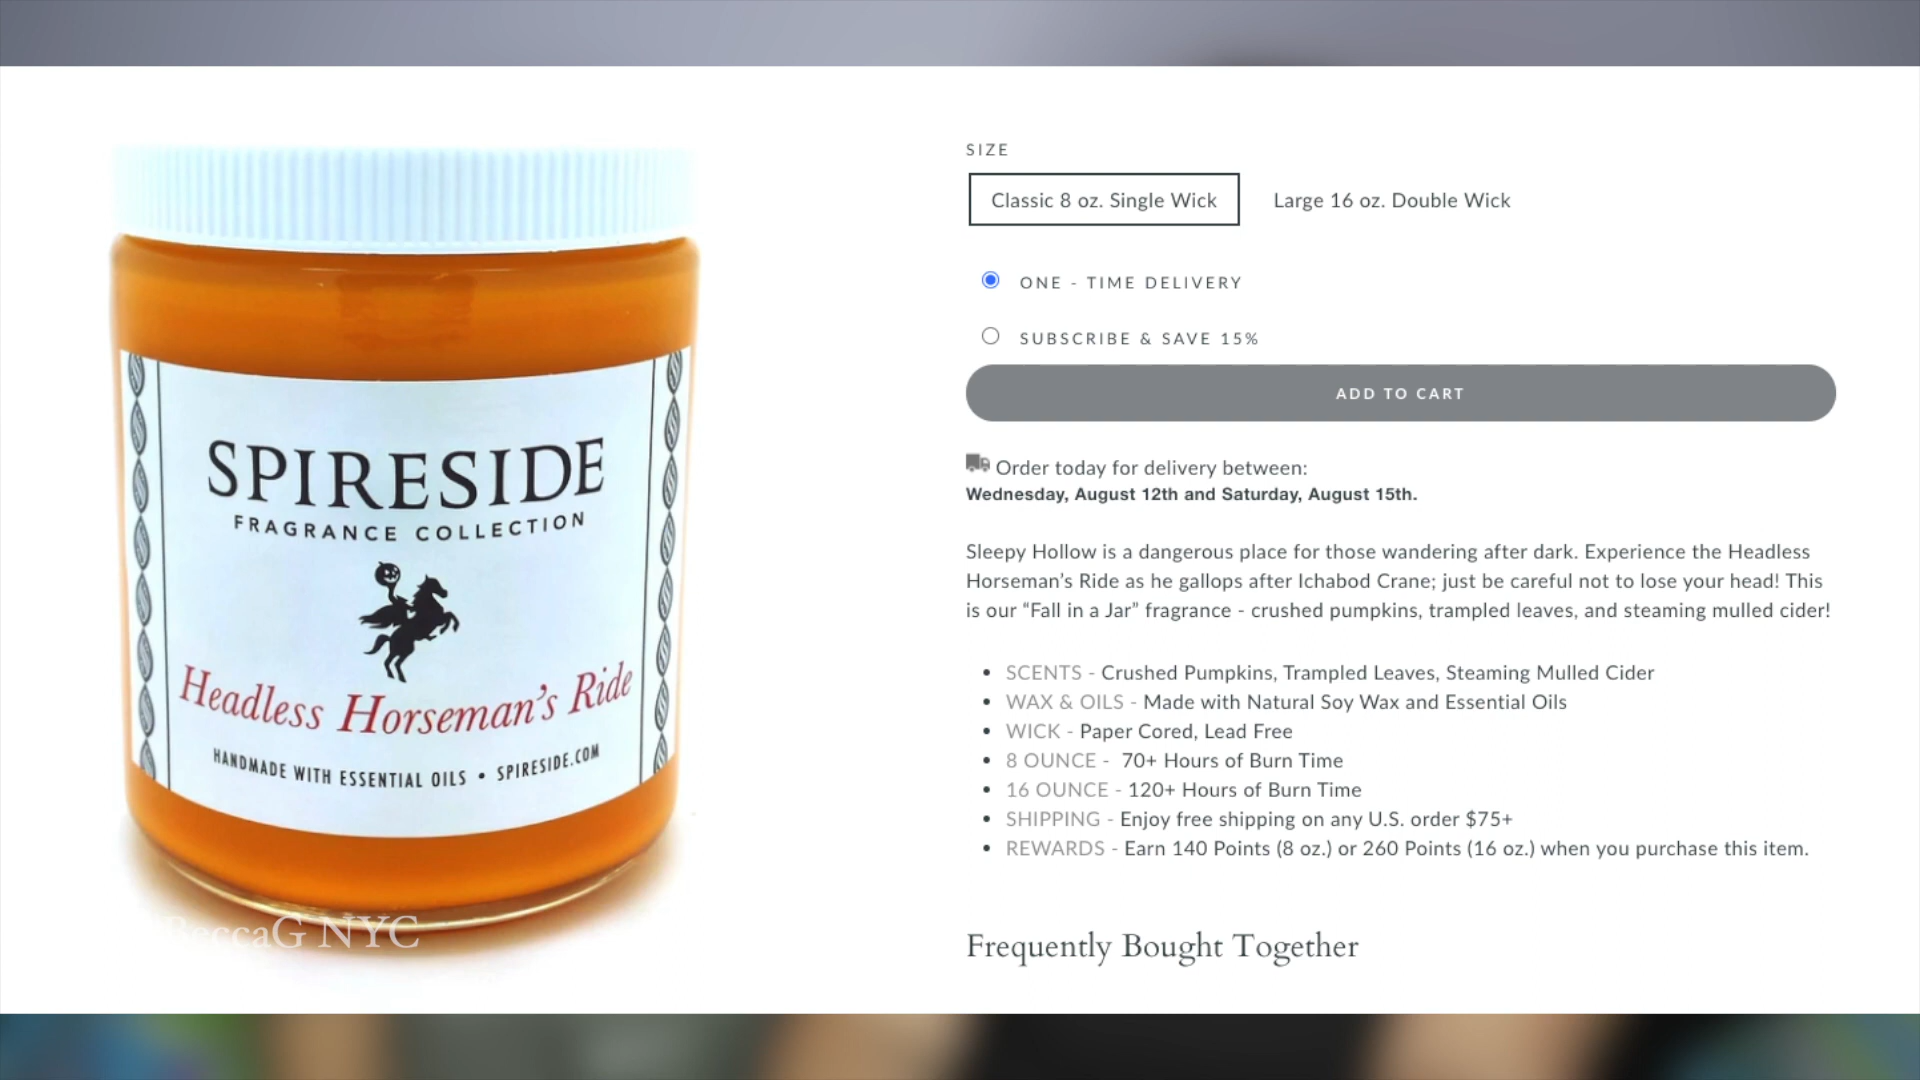 SPIRESIDE
FRAGRANCE COLLECTION
Headless Horseman's Ride
HANDMADE WITH ESSENTIAL OILS • SPIRESIDE.COM
BeccaG NYC
SIZE
Classic 8 oz. Single Wick
Large 16 oz. Double Wick
ONE - TIME DELIVERY
SUBSCRIBE & SAVE 15%
ADD TO CART
Order today for delivery between:
Wednesday, August 12th and Saturday, August 15th.
Sleepy Hollow is a dangerous place for those wandering after dark. Experience the Headless
Horseman's Ride as he gallops after Ichabod Crane; just be careful not to lose your head! This
is our “Fall in a Jar” fragrance - crushed pumpkins, trampled leaves, and steaming mulled cider!
• SCENTS - Crushed Pumpkins, Trampled Leaves, Steaming Mulled Cider
• WAX & OILS - Made with Natural Soy Wax and Essential Oils
• WICK - Paper Cored, Lead Free
• 8 OUNCE - 70+ Hours of Burn Time
• 16 OUNCE - 120+ Hours of Burn Time
• SHIPPING - Enjoy free shipping on any U.S. order $75+
• REWARDS - Earn 140 Points (8 oz.) or 260 Points (16 oz.) when you purchase this item.
Frequently Bought Together